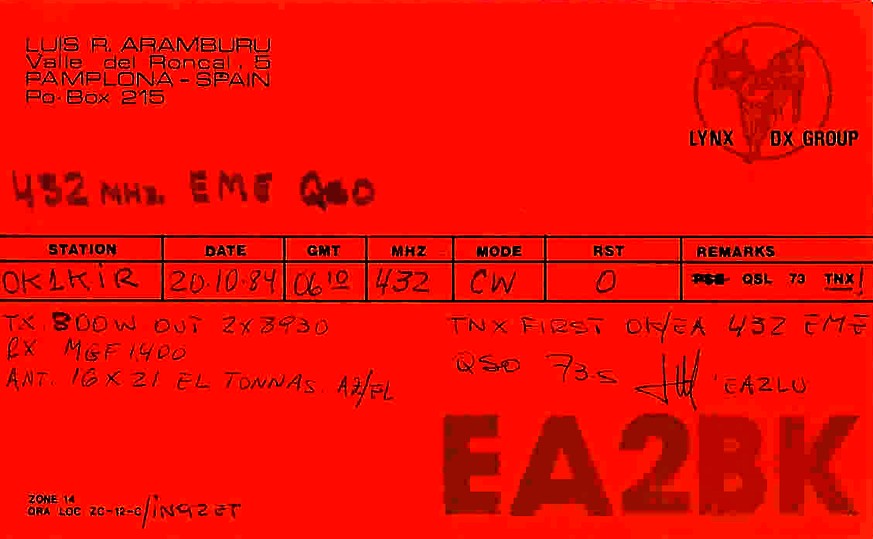 LUIS R. ARAMBURU
Valle del Roncal, 5
PAMPLONA - SPAIN
Po. Box 215
LYNX DX GROUP
432 MHz EME QSO
STATION DATE GMT MHZ MODE RST REMARKS
OK1KIR 20-10-84 0610 432 CW O PSE QSL 73 TNX!
TX 800W OUT 2X8930
RX MGF1400
ANT. 16 X 21 EL TONNAS. AZ/EL
TNX FIRST OK/EA 432 EME
QSO 73-S EA2LU
EA2BK
ZONE 14
QRA LOC ZC-12-C/IN92ET